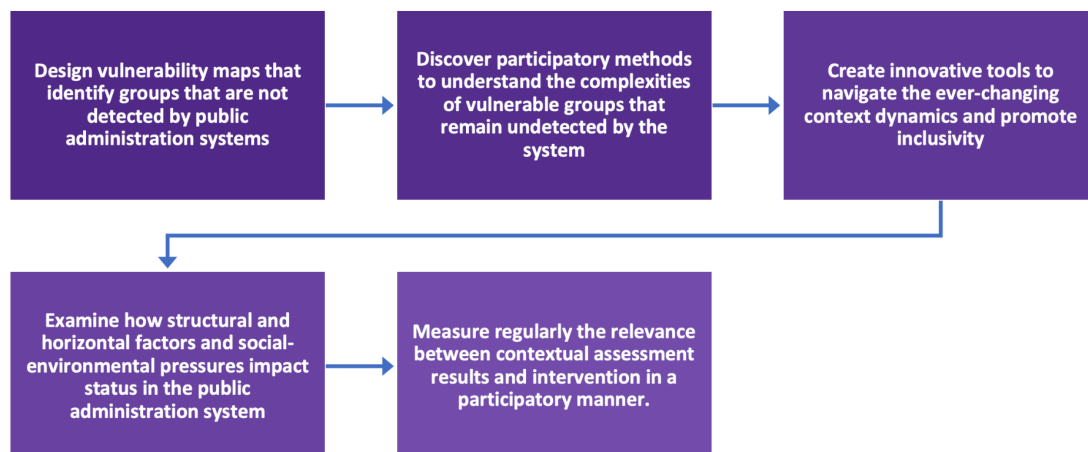 Design vulnerability maps that
identify groups that are not
detected by public
administration systems
Discover participatory methods
to understand the complexities
of vulnerable groups that
remain undetected by the
system
Create innovative tools to
navigate the ever-changing
context dynamics and promote
inclusivity
Examine how structural and
horizontal factors and social-
environmental pressures impact
status in the public
administration system
Measure regularly the relevance
between contextual assessment
results and intervention in a
participatory manner.